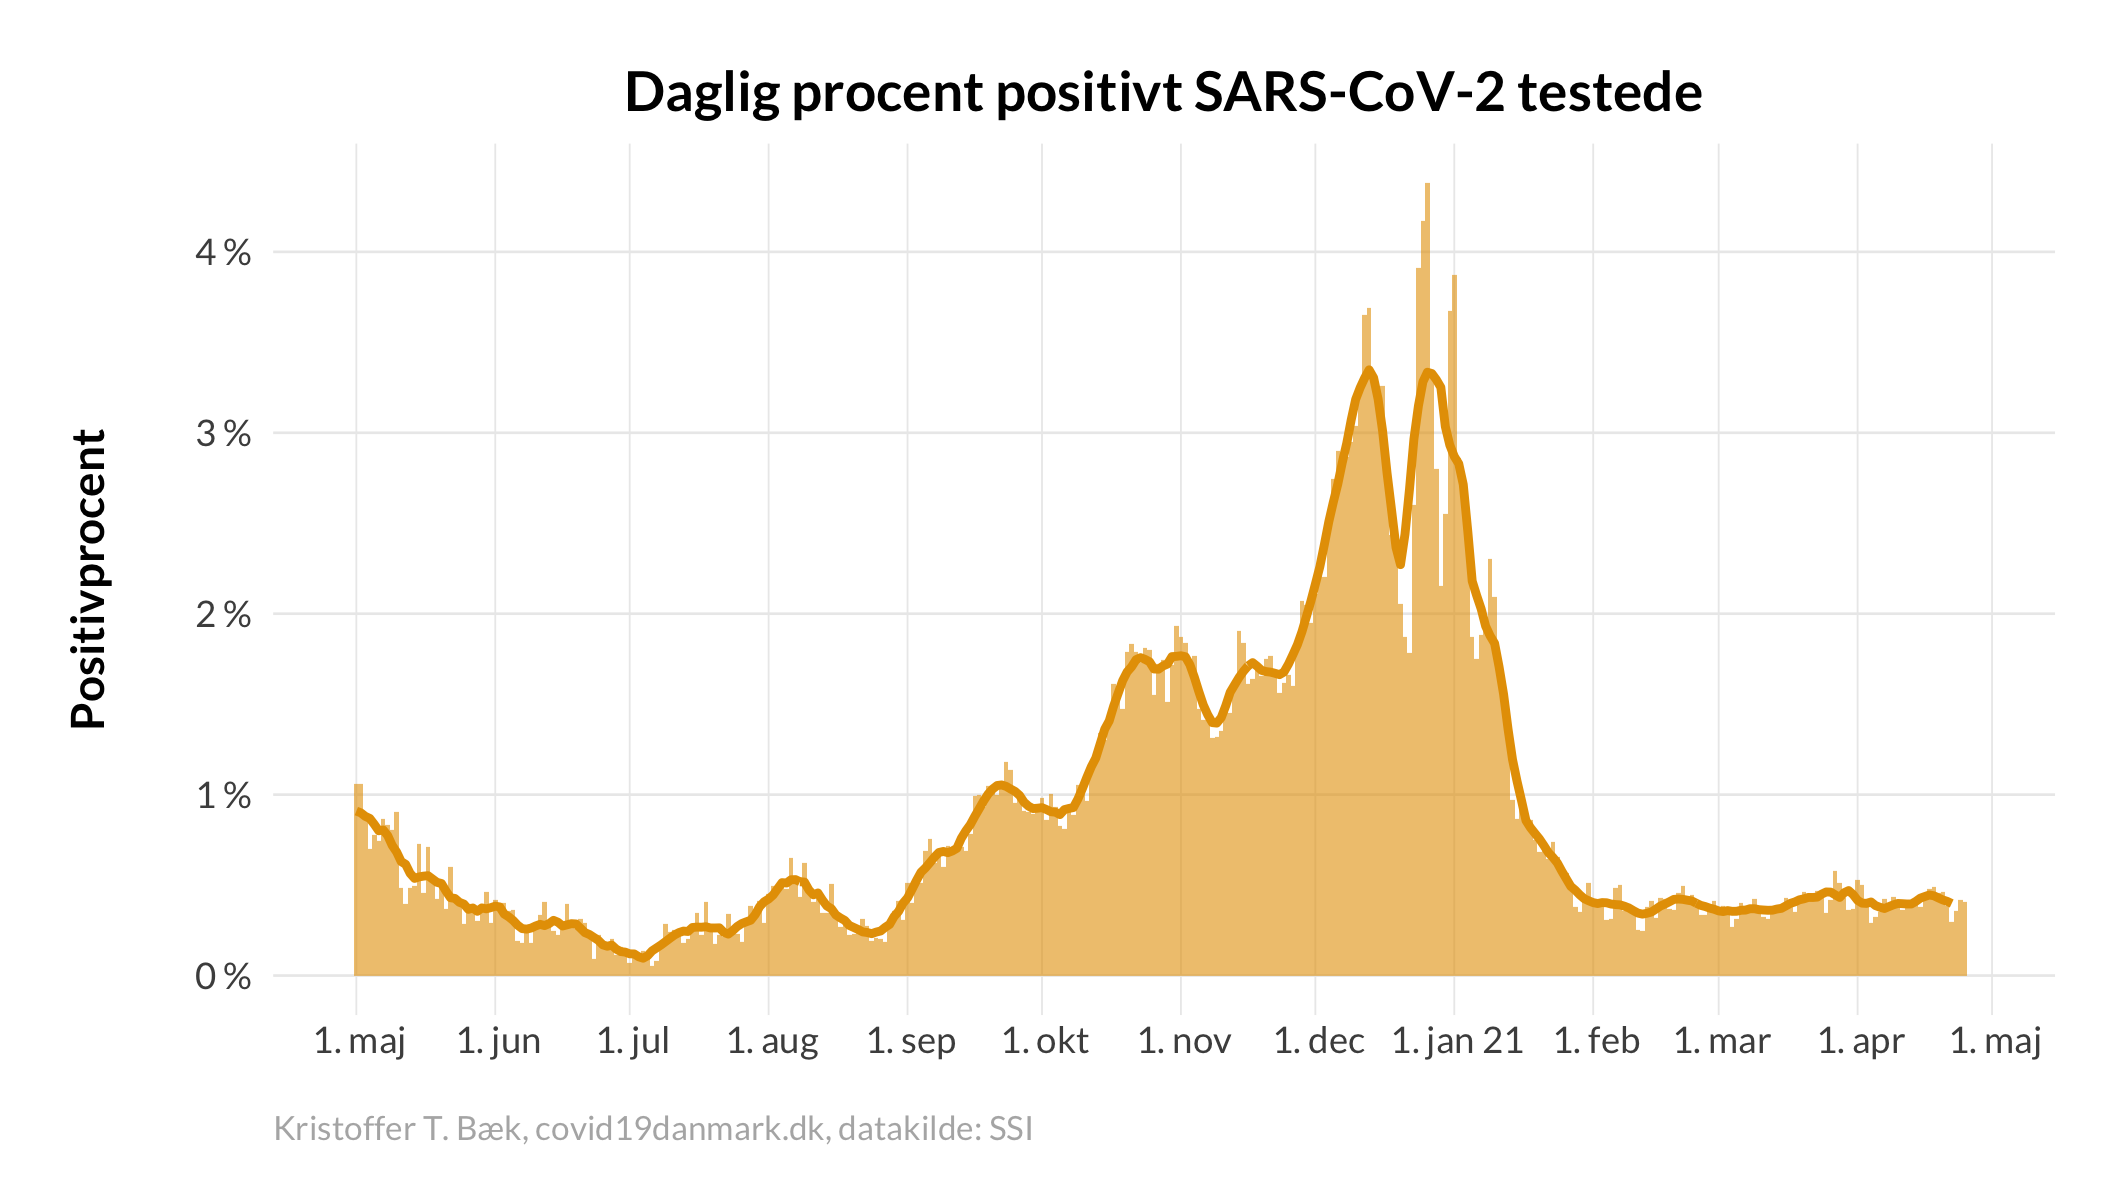 Daglig procent positivt SARS-CoV-2 testede
Positivprocent
4 %
3 %
2 %
1 %
0 %
1. maj 1. jun 1. jul 1. aug 1. sep 1. okt 1. nov 1. dec 1. jan 21 1. feb 1. mar 1. apr 1. maj
Kristoffer T. Bæk, covid19danmark.dk, datakilde: SSI